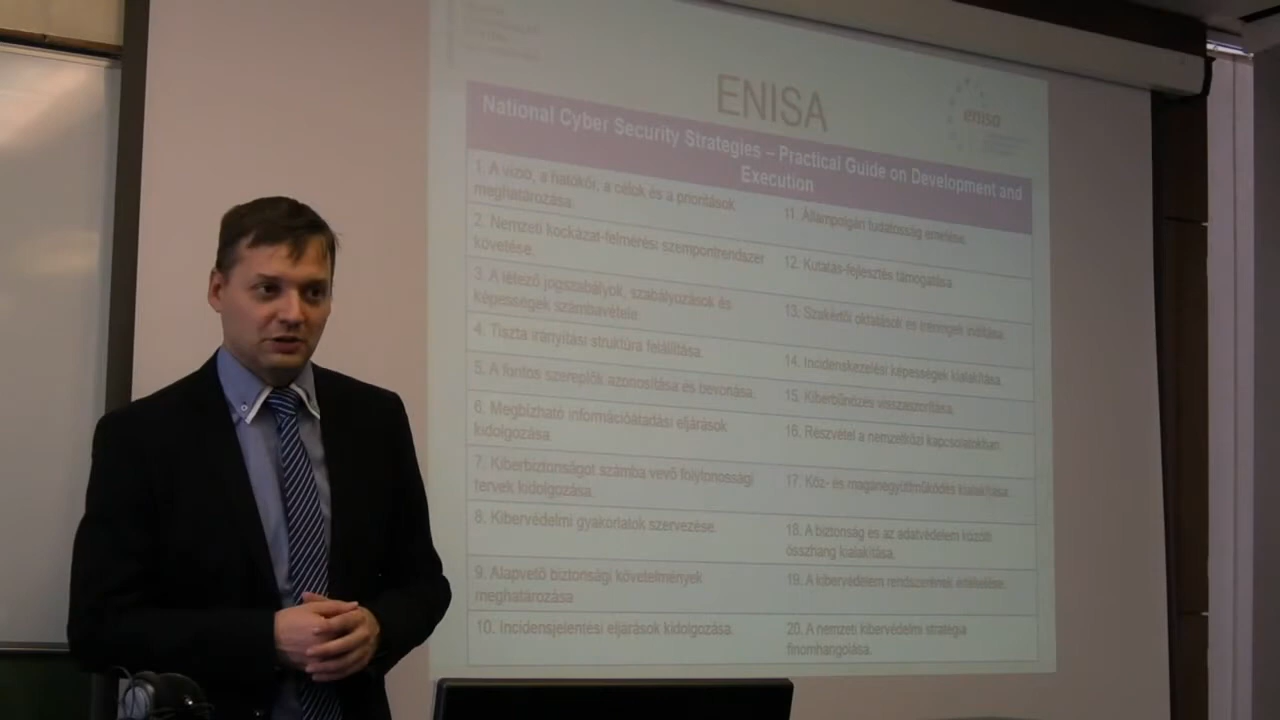 ENISA
enisa
National Cyber Security Strategies – Practical Guide on Development and
Execution
1. A vízió, a hatókör, a célok és a prioritások
meghatározása.
2. Nemzeti kockázat-felmérési szempontrendszer
követése.
3. A létező jogszabályok, szabályozások és
képességek számbavétele.
4. Tiszta irányítási struktúra felállítása.
5. A fontos szereplők azonosítása és bevonása.
6. Megbízható információátadási eljárások
kidolgozása.
7. Kiberbiztonságot számba vevő folytonossági
tervek kidolgozása.
8. Kibervédelmi gyakorlatok szervezése.
9. Alapvető biztonsági követelmények
meghatározása
10. Incidensjelentési eljárások kidolgozása.
11. Állampolgári tudatosság emelése.
12. Kutatás-fejlesztés támogatása.
13. Szakértői oktatások és tréningek indítása.
14. Incidenskezelési képességek kialakítása.
15. Kiberbűnözés visszaszorítása.
16. Részvétel a nemzetközi kapcsolatokban.
17. Köz- és magánegyüttműködés kialakítása.
18. A biztonság és az adatvédelem közötti
összhang kialakítása.
19. A kibervédelem rendszerének értékelése.
20. A nemzeti kibervédelmi stratégia
finomhangolása.